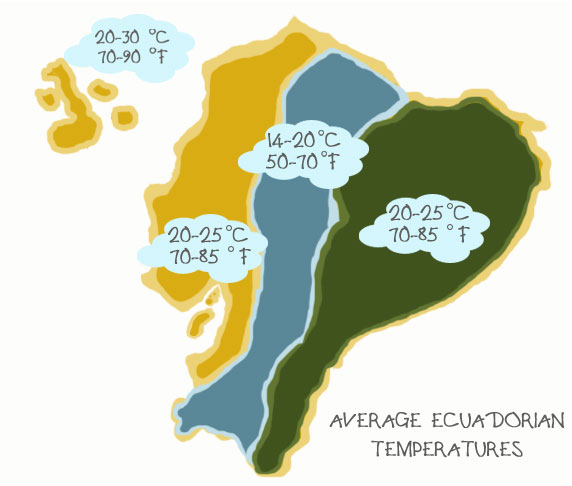 20-30 °C
70-90 °F
14-20°C
50-70°F
20-25°C
70-85 °F
20-25°C
70-85 °F
AVERAGE ECUADORIAN
TEMPERATURES